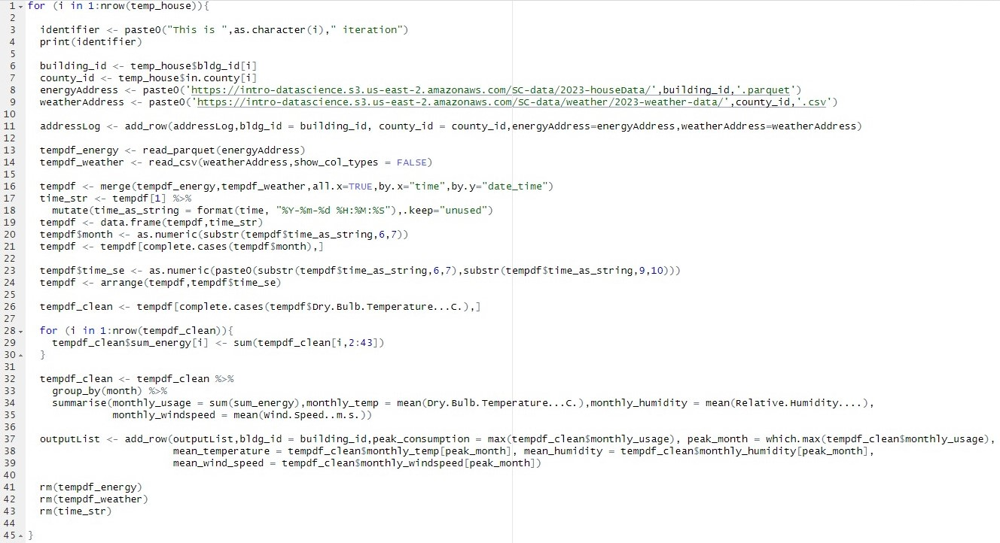 1 for (i in 1:nrow(temp_house)){
2
3   identifier <- paste0("This is ",as.character(i)," iteration")
4   print(identifier)
5
6   building_id <- temp_house$bldg_id[i]
7   county_id <- temp_house$in.county[i]
8   energyAddress <- paste0('https://intro-datascience.s3.us-east-2.amazonaws.com/SC-data/2023-houseData/',building_id,'.parquet')
9   weatherAddress <- paste0('https://intro-datascience.s3.us-east-2.amazonaws.com/SC-data/weather/2023-weather-data/',county_id,'.csv')
10
11   addressLog <- add_row(addressLog,bldg_id = building_id, county_id = county_id,energyAddress=energyAddress,weatherAddress=weatherAddress)
12
13   tempdf_energy <- read_parquet(energyAddress)
14   tempdf_weather <- read_csv(weatherAddress,show_col_types = FALSE)
15
16   tempdf <- merge(tempdf_energy,tempdf_weather,all.x=TRUE,by.x="time",by.y="date_time")
17   time_str <- tempdf[1] %>%
18     mutate(time_as_string = format(time, "%Y-%m-%d %H:%M:%S"),.keep="unused")
19   tempdf <- data.frame(tempdf,time_str)
20   tempdf$month <- as.numeric(substr(tempdf$time_as_string,6,7))
21   tempdf <- tempdf[complete.cases(tempdf$month),]
22
23   tempdf$time_se <- as.numeric(paste0(substr(tempdf$time_as_string,6,7),substr(tempdf$time_as_string,9,10)))
24   tempdf <- arrange(tempdf,tempdf$time_se)
25
26   tempdf_clean <- tempdf[complete.cases(tempdf$Dry.Bulb.Temperature...C.),]
27
28   for (i in 1:nrow(tempdf_clean)){
29     tempdf_clean$sum_energy[i] <- sum(tempdf_clean[i,2:43])
30   }
31
32   tempdf_clean <- tempdf_clean %>%
33     group_by(month) %>%
34     summarise(monthly_usage = sum(sum_energy),monthly_temp = mean(Dry.Bulb.Temperature...C.),monthly_humidity = mean(Relative.Humidity....),
35               monthly_windspeed = mean(Wind.Speed..m.s.))
36
37   outputList <- add_row(outputList,bldg_id = building_id,peak_consumption = max(tempdf_clean$monthly_usage), peak_month = which.max(tempdf_clean$monthly_usage),
38                         mean_temperature = tempdf_clean$monthly_temp[peak_month], mean_humidity = tempdf_clean$monthly_humidity[peak_month],
39                         mean_wind_speed = tempdf_clean$monthly_windspeed[peak_month])
40
41   rm(tempdf_energy)
42   rm(tempdf_weather)
43   rm(time_str)
44
45 }